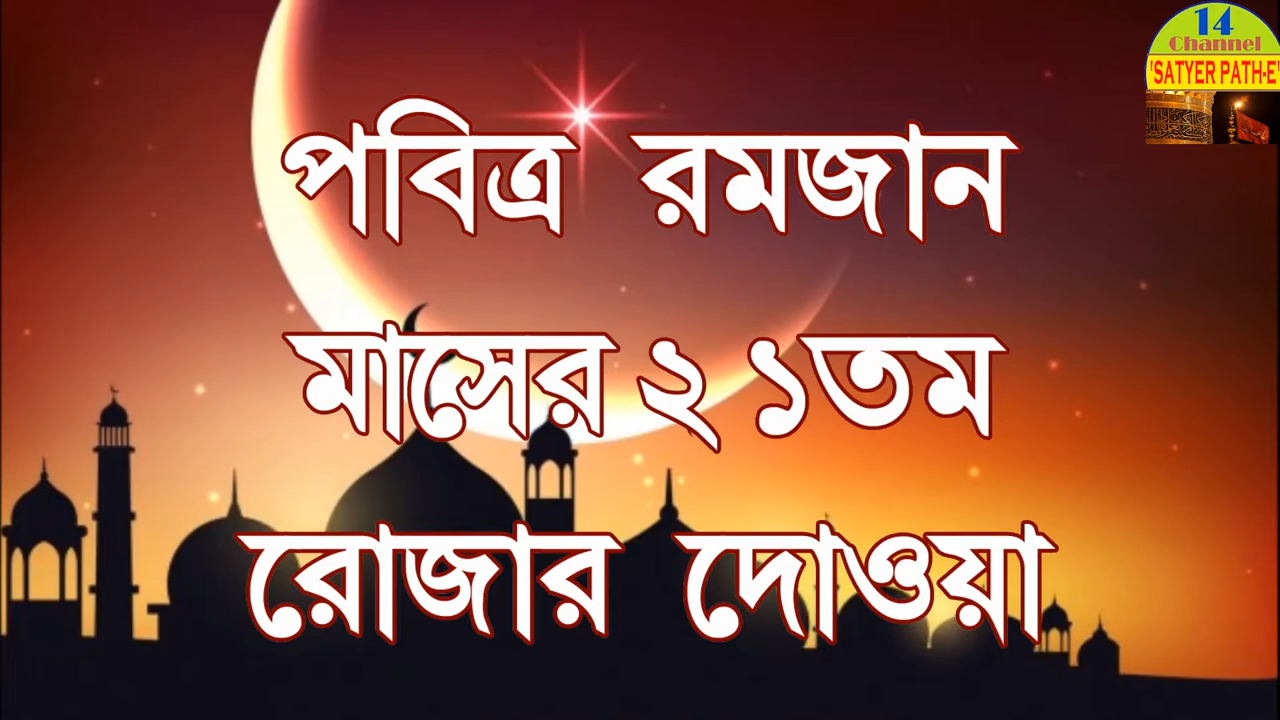 14
Channel
'SATYER PATH-E'
পবিত্র রমজান
মাসের ২১তম
রোজার দোওয়া